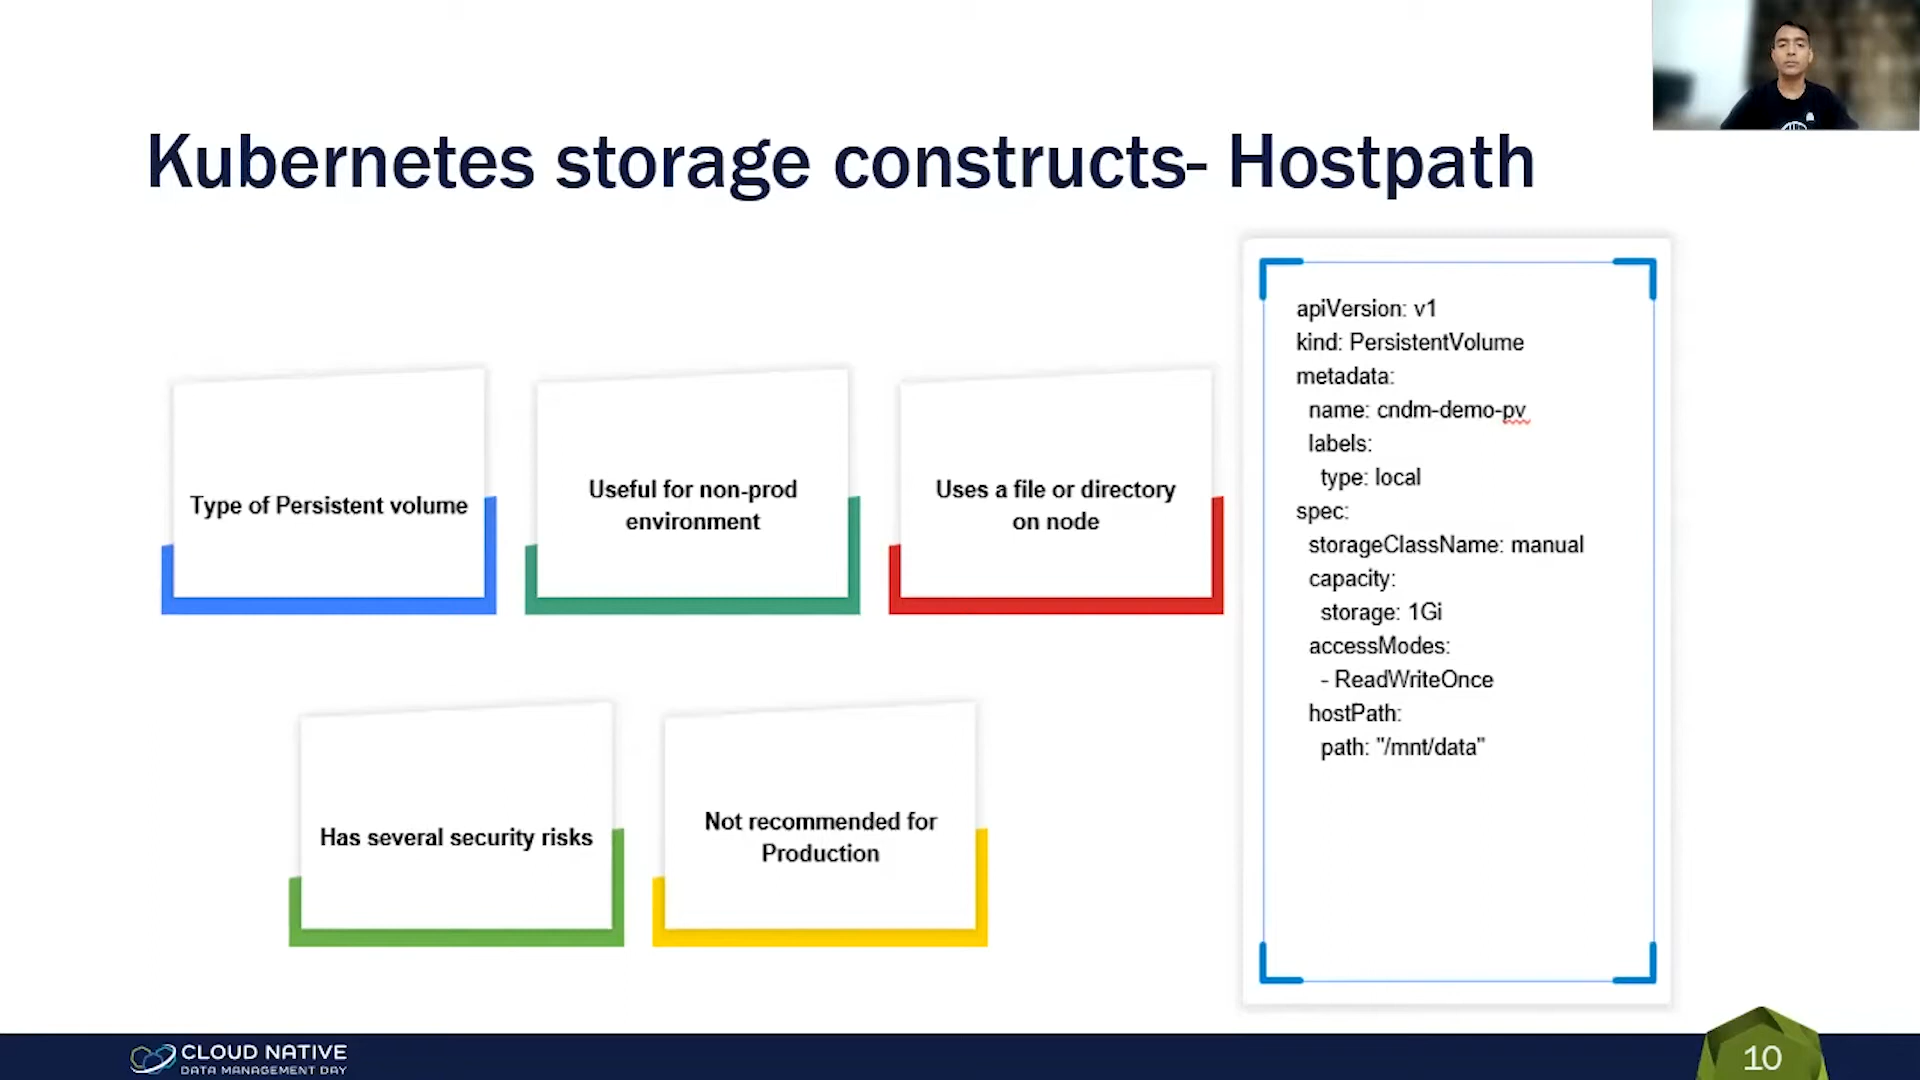 Kubernetes storage constructs- Hostpath
Type of Persistent volume
Useful for non-prod
environment
Uses a file or directory
on node
Has several security risks
Not recommended for
Production
apiVersion: v1
kind: PersistentVolume
metadata:
  name: cndm-demo-pv
  labels:
    type: local
spec:
  storageClassName: manual
  capacity:
    storage: 1Gi
  accessModes:
    - ReadWriteOnce
  hostPath:
    path: "/mnt/data"
CLOUD NATIVE
DATA MANAGEMENT DAY
10